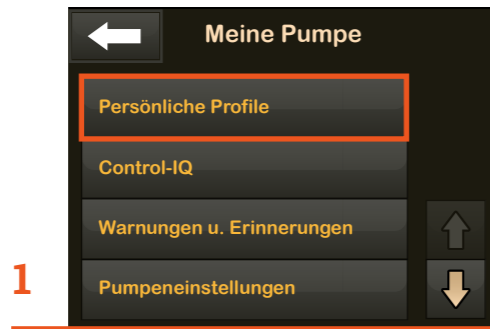 Meine Pumpe
Persönliche Profile
Control-IQ
Warnungen u. Erinnerungen
1
Pumpeneinstellungen